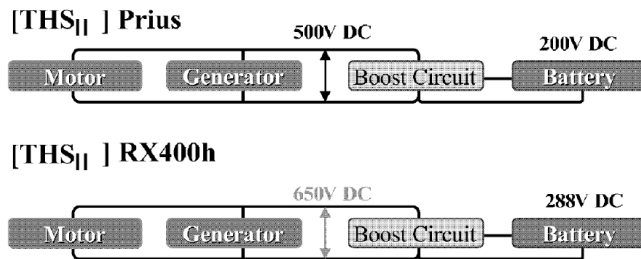 [THS II ] Prius
500V DC
200V DC
Motor Generator Boost Circuit Battery
[THS II ] RX400h
650V DC
288V DC
Motor Generator Boost Circuit Battery